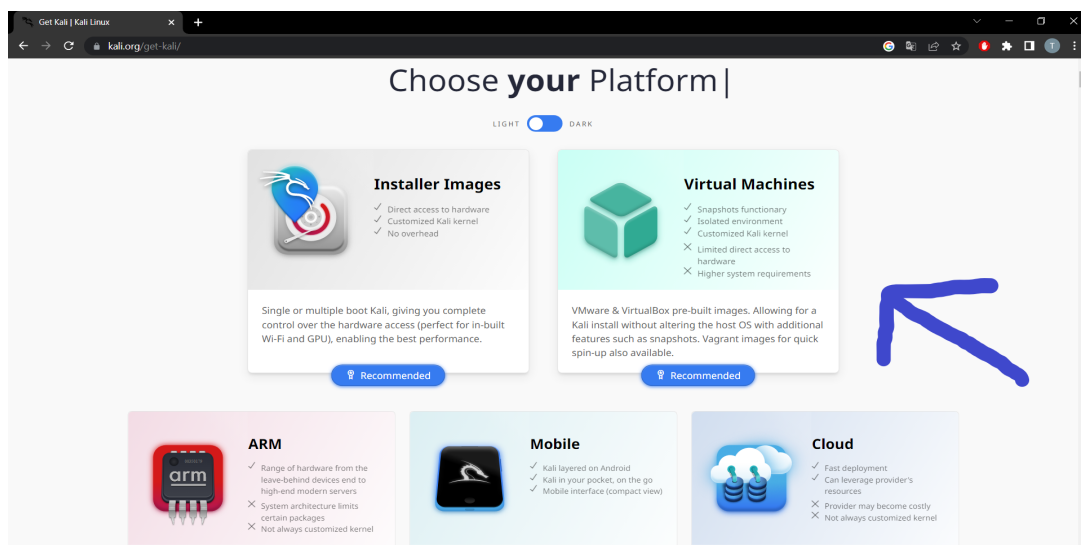 Get Kali | Kali Linux
kali.org/get-kali/
T
Choose your Platform|
LIGHT DARK
Installer Images
Direct access to hardware
Customized Kali kernel
No overhead
Single or multiple boot Kali, giving you complete
control over the hardware access (perfect for in-built
Wi-Fi and GPU), enabling the best performance.
Recommended
Virtual Machines
Snapshots functionary
Isolated environment
Customized Kali kernel
Limited direct access to
hardware
Higher system requirements
VMware & VirtualBox pre-built images. Allowing for a
Kali install without altering the host OS with additional
features such as snapshots. Vagrant images for quick
spin-up also available.
Recommended
arm
ARM
Range of hardware from the
leave-behind devices end to
high-end modern servers
System architecture limits
certain packages
Not always customized kernel
Mobile
Kali layered on Android
Kali in your pocket, on the go
Mobile interface (compact view)
Cloud
Fast deployment
Can leverage provider's
resources
Provider may become costly
Not always customized kernel